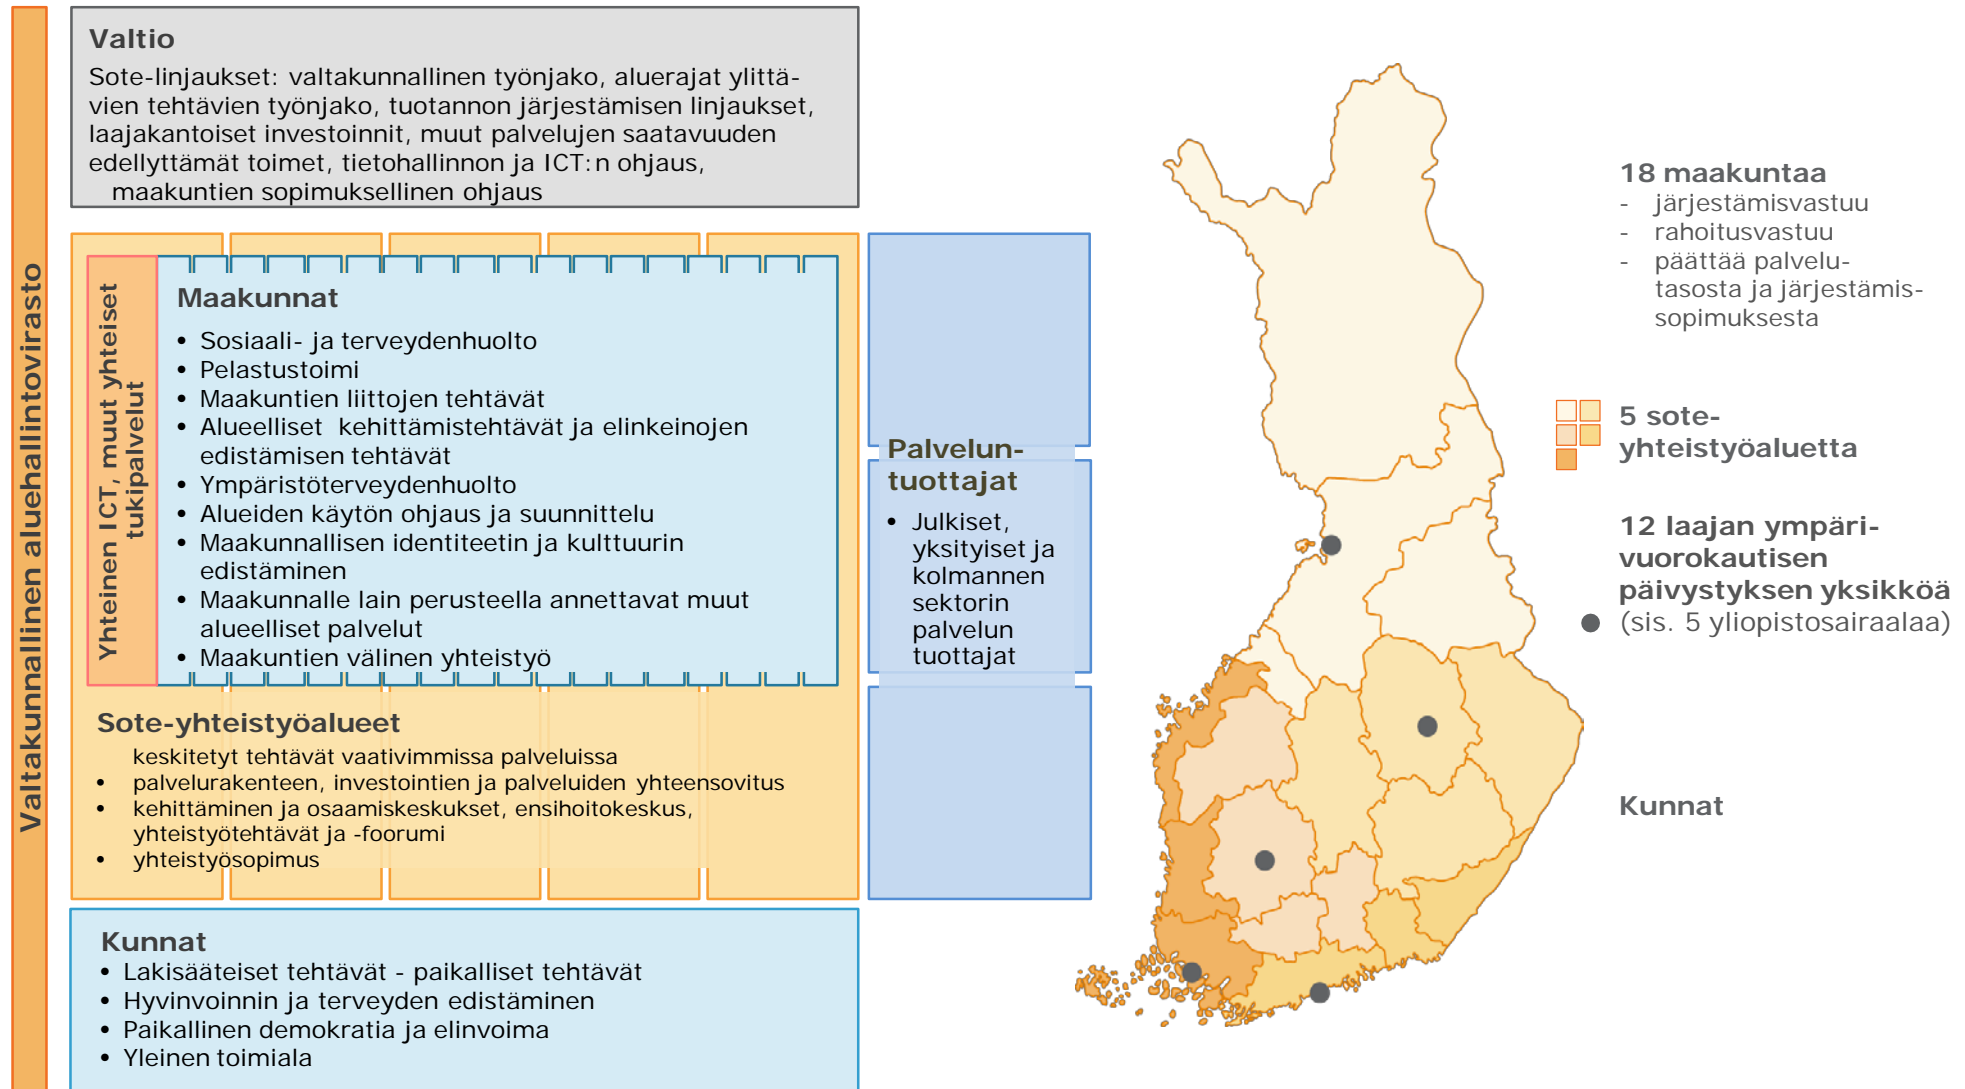 Valtakunnallinen aluehallintovirasto
Valtio
Sote-linjaukset: valtakunnallinen työnjako, aluerajat ylittä-
vien tehtävien työnjako, tuotannon järjestämisen linjaukset,
laajakantoiset investoinnit, muut palvelujen saatavuuden
edellyttämät toimet, tietohallinnon ja ICT:n ohjaus,
maakuntien sopimuksellinen ohjaus
Yhteinen ICT, muut yhteiset
tukipalvelut
Maakunnat
• Sosiaali- ja terveydenhuolto
• Pelastustoimi
• Maakuntien liittojen tehtävät
• Alueelliset kehittämistehtävät ja elinkeinojen
edistämisen tehtävät
• Ympäristöterveydenhuolto
• Alueiden käytön ohjaus ja suunnittelu
• Maakunnallisen identiteetin ja kulttuurin
edistäminen
• Maakunnalle lain perusteella annettavat muut
alueelliset palvelut
• Maakuntien välinen yhteistyö
Sote-yhteistyöalueet
keskitetyt tehtävät vaativimmissa palveluissa
• palvelurakenteen, investointien ja palveluiden yhteensovitus
• kehittäminen ja osaamiskeskukset, ensihoitokeskus,
yhteistyötehtävät ja -foorumi
• yhteistyösopimus
Kunnat
• Lakisääteiset tehtävät - paikalliset tehtävät
• Hyvinvoinnin ja terveyden edistäminen
• Paikallinen demokratia ja elinvoima
• Yleinen toimiala
Palvelun-
tuottajat
• Julkiset,
yksityiset ja
kolmannen
sektorin
palvelun
tuottajat
18 maakuntaa
- järjestämisvastuu
- rahoitusvastuu
- päättää palvelu-
tasosta ja järjestämis-
sopimuksesta
5 sote-
yhteistyöaluetta
12 laajan ympäri-
vuorokautisen
päivystyksen yksikköä
(sis. 5 yliopistosairaalaa)
Kunnat